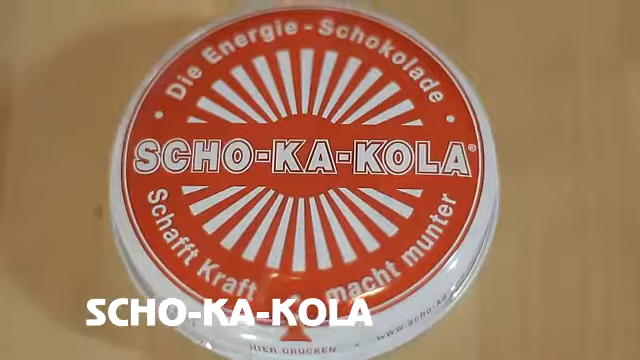 Die Energie-Schokolade
SCHO-KA-KOLA®
Schafft Kraft macht munter
SCHO-KA-KOLA
HIER DRÜCKEN
www.scho-ka